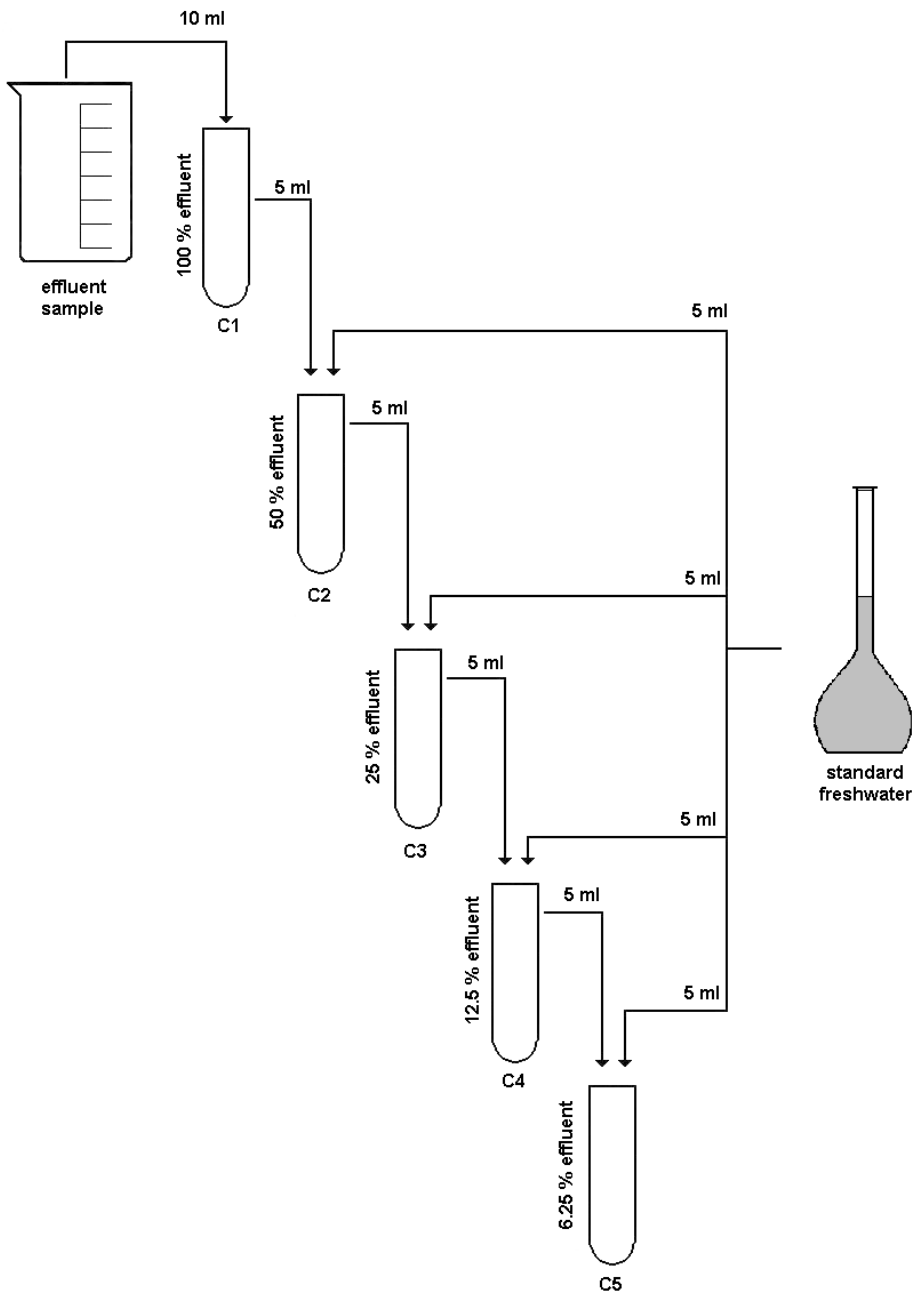 10 ml
100 % effluent
5 ml
effluent
sample
C1
5 ml
50 % effluent
5 ml
C2
5 ml
25 % effluent
5 ml
C3
standard
freshwater
5 ml
12.5 % effluent
5 ml
C4
5 ml
6.25 % effluent
C5